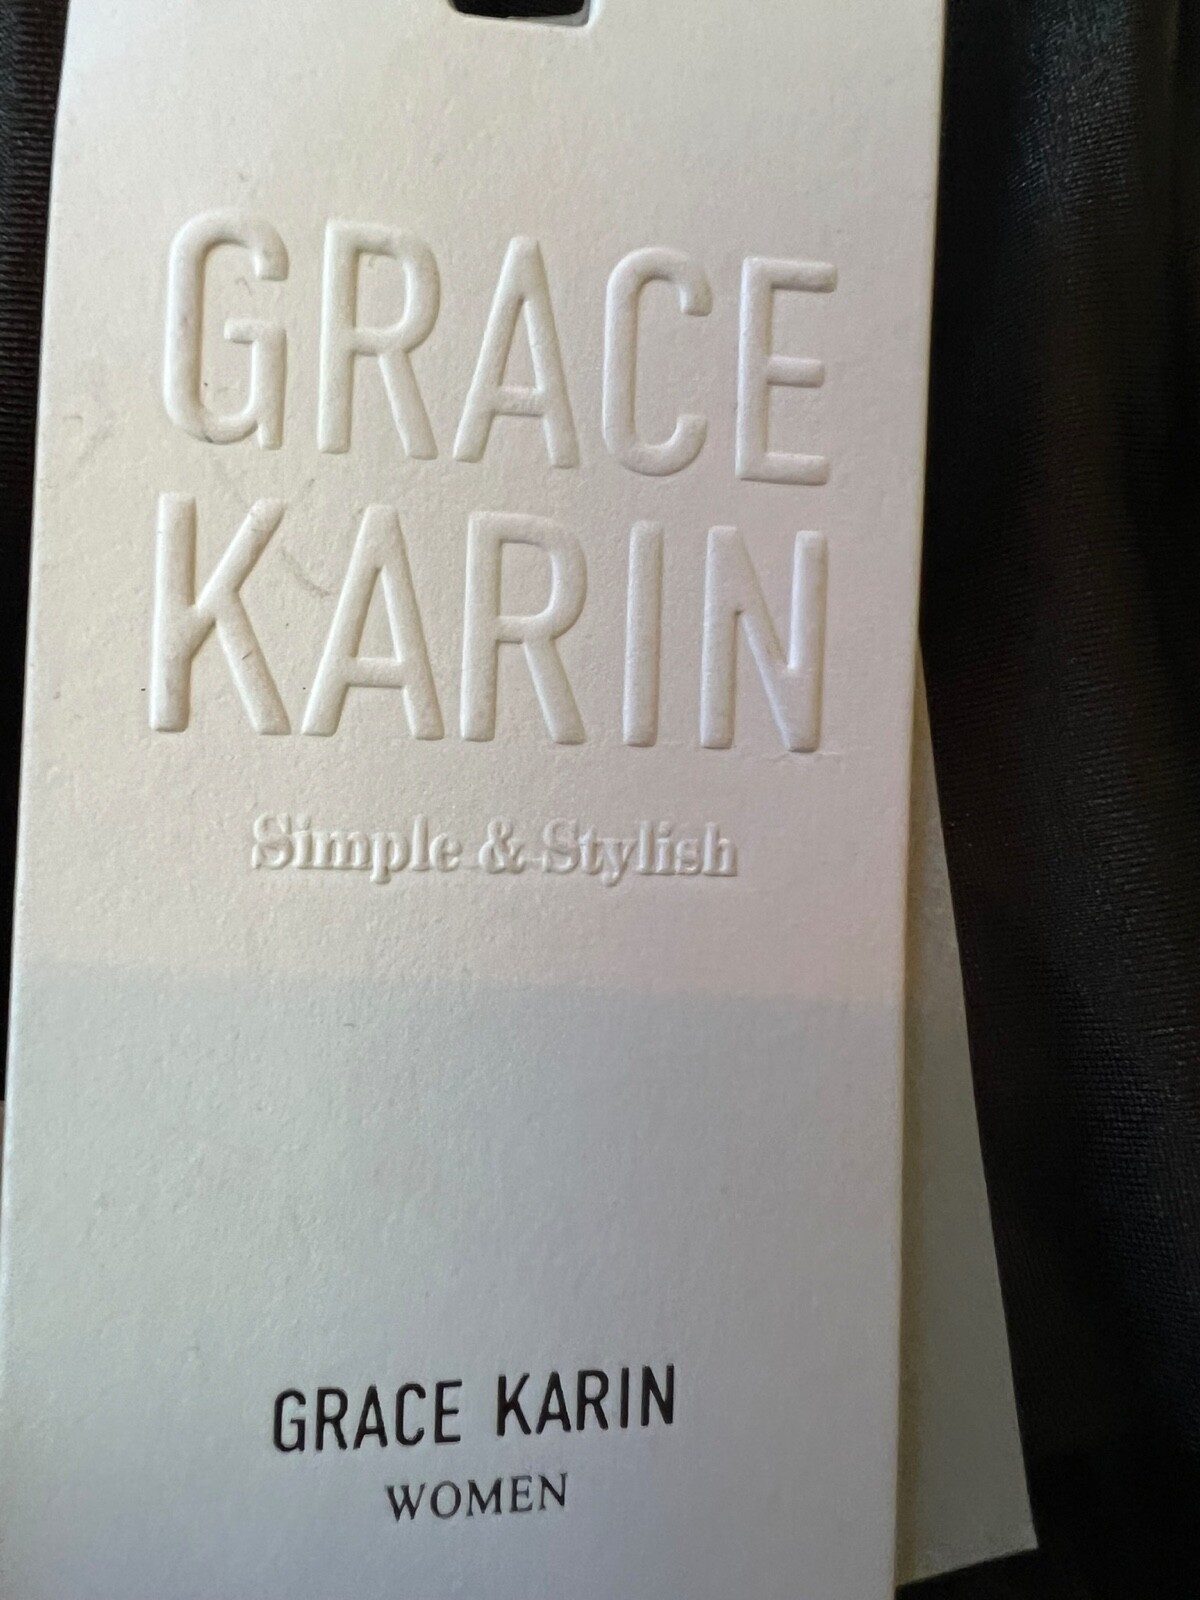 GRACE
KARIN
Simple & Stylish
GRACE KARIN
WOMEN